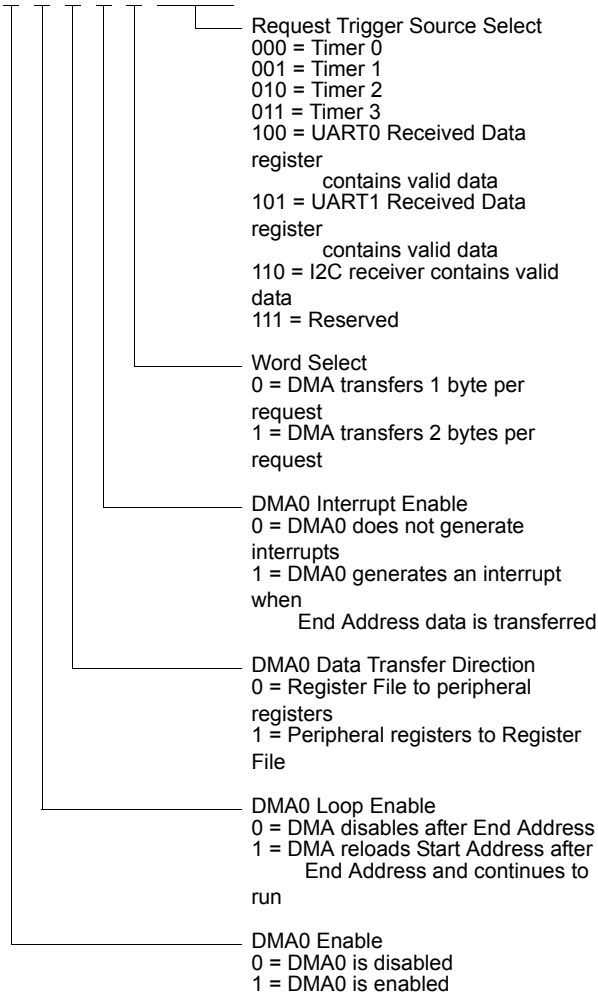 Request Trigger Source Select
000 = Timer 0
001 = Timer 1
010 = Timer 2
011 = Timer 3
100 = UART0 Received Data
register
contains valid data
101 = UART1 Received Data
register
contains valid data
110 = I2C receiver contains valid
data
111 = Reserved
Word Select
0 = DMA transfers 1 byte per
request
1 = DMA transfers 2 bytes per
request
DMA0 Interrupt Enable
0 = DMA0 does not generate
interrupts
1 = DMA0 generates an interrupt
when
End Address data is transferred
DMA0 Data Transfer Direction
0 = Register File to peripheral
registers
1 = Peripheral registers to Register
File
DMA0 Loop Enable
0 = DMA disables after End Address
1 = DMA reloads Start Address after
End Address and continues to
run
DMA0 Enable
0 = DMA0 is disabled
1 = DMA0 is enabled